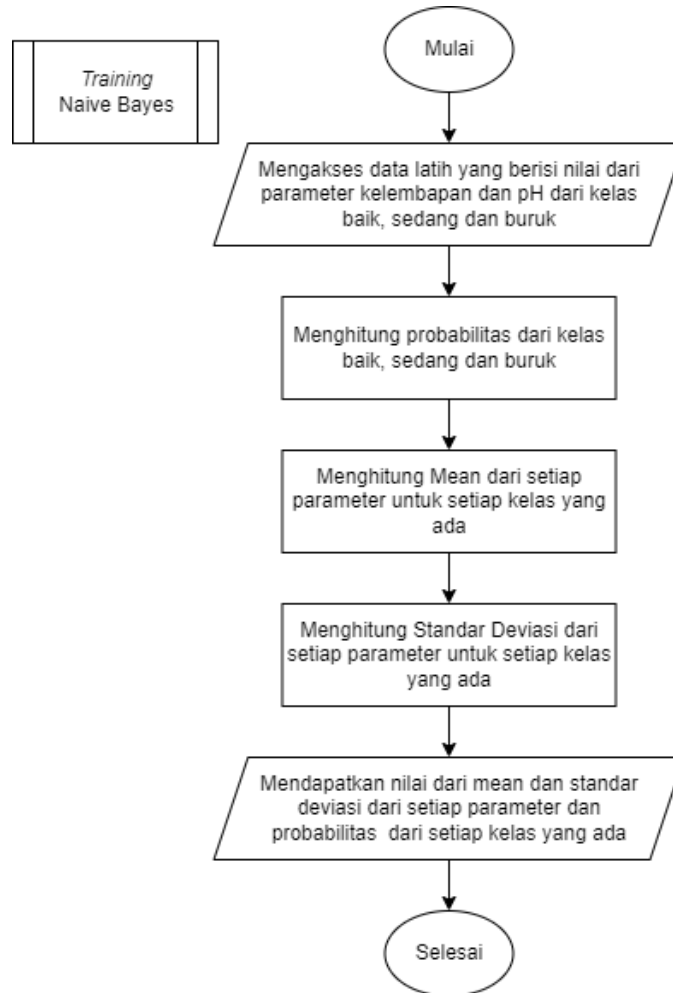 Training
Naive Bayes
Mulai
Mengakses data latih yang berisi nilai dari
parameter kelembapan dan pH dari kelas
baik, sedang dan buruk
Menghitung probabilitas dari kelas
baik, sedang dan buruk
Menghitung Mean dari setiap
parameter untuk setiap kelas yang
ada
Menghitung Standar Deviasi dari
setiap parameter untuk setiap kelas
yang ada
Mendapatkan nilai dari mean dan standar
deviasi dari setiap parameter dan
probabilitas dari setiap kelas yang ada
Selesai